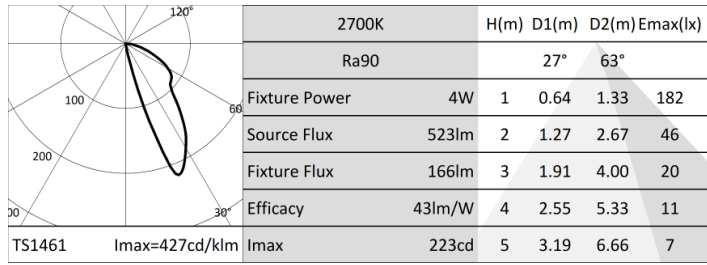 120°
100
60
200
00
30°
TS1461 Imax=427cd/klm
2700K
Ra90
Fixture Power 4W
Source Flux 523lm
Fixture Flux 166lm
Efficacy 43lm/W
Imax 223cd
H(m) D1(m) D2(m) Emax(lx)
27° 63°
1 0.64 1.33 182
2 1.27 2.67 46
3 1.91 4.00 20
4 2.55 5.33 11
5 3.19 6.66 7